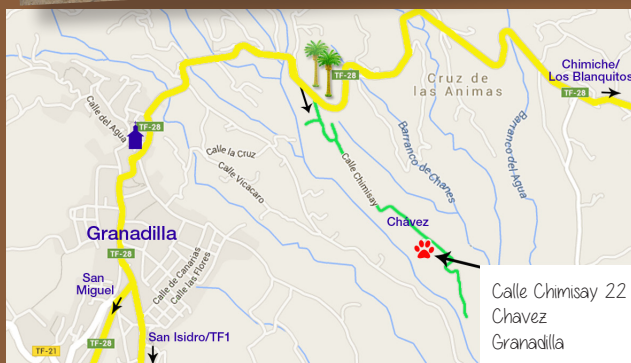 TF-28
Cruz de
las Animas
Chimiche/
Los Blanquitos
TF-28
Calle del Agua
TF-28
Calle la Cruz
Calle Vicacaro
Calle Chimisay
Barranco de Chanes
Barranco del Agua
Granadilla
Chavez
TF-28
Calle de Canarias
Calle las Flores
San
Miguel
San Isidro/TF1
TF-28
TF-21
Calle Chimisay 22
Chavez
Granadilla